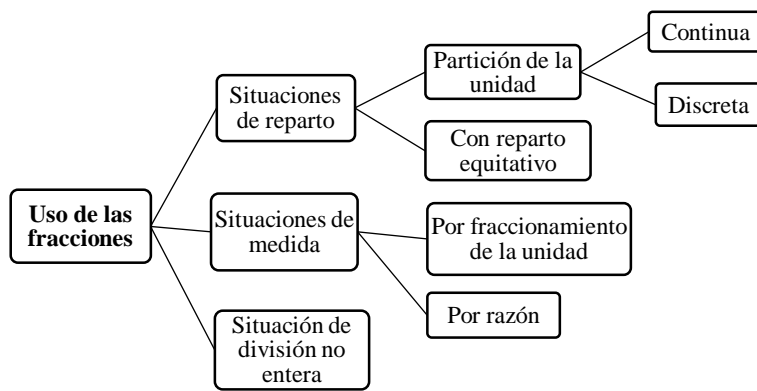 Uso de las
fracciones
Situaciones
de reparto
Partición de la
unidad
Continua
Discreta
Con reparto
equitativo
Situaciones de
medida
Por fraccionamiento
de la unidad
Por razón
Situación de
división no
entera